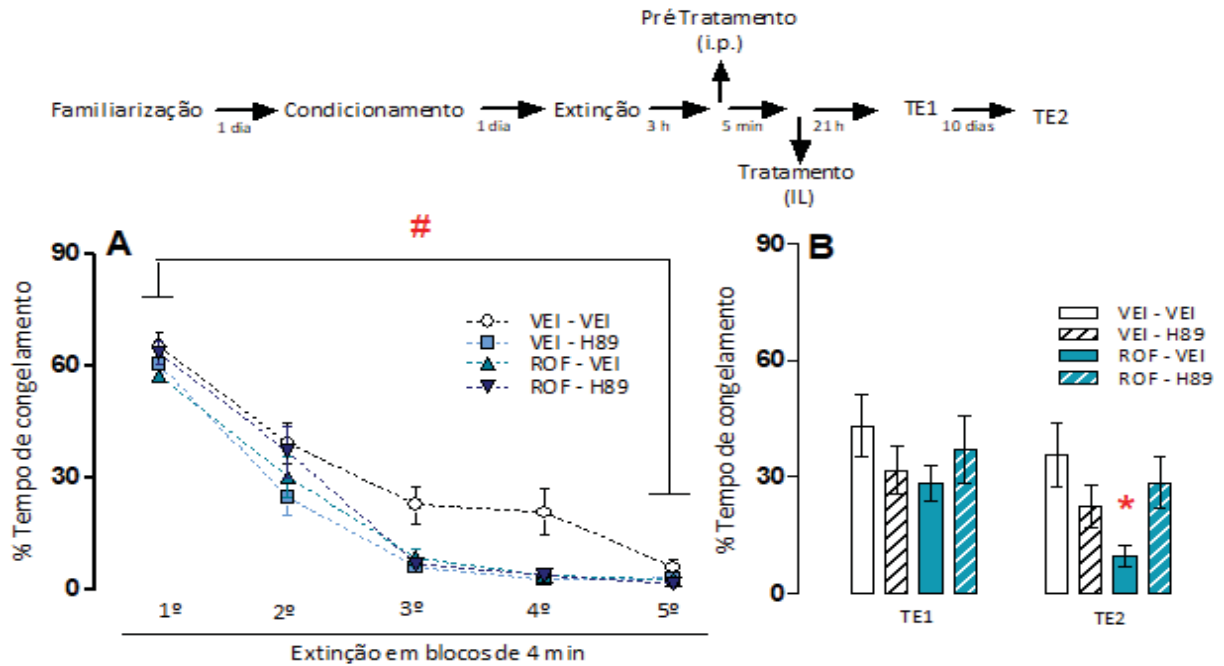 Pré Tratamento
(i.p.)
Familiarização
1 dia
Condicionamento
1 dia
Extinção
3 h
5 min
21 h
TE1
10 dias
TE2
Tratamento
(IL)
A
#
% Tempo de congelamento
90
60
30
0
VEI - VEI
VEI - H89
ROF - VEI
ROF - H89
1º
2º
3º
4º
5º
Extinção em blocos de 4 min
B
% Tempo de congelamento
90
60
30
0
VEI - VEI
VEI - H89
ROF - VEI
ROF - H89
*
TE1
TE2